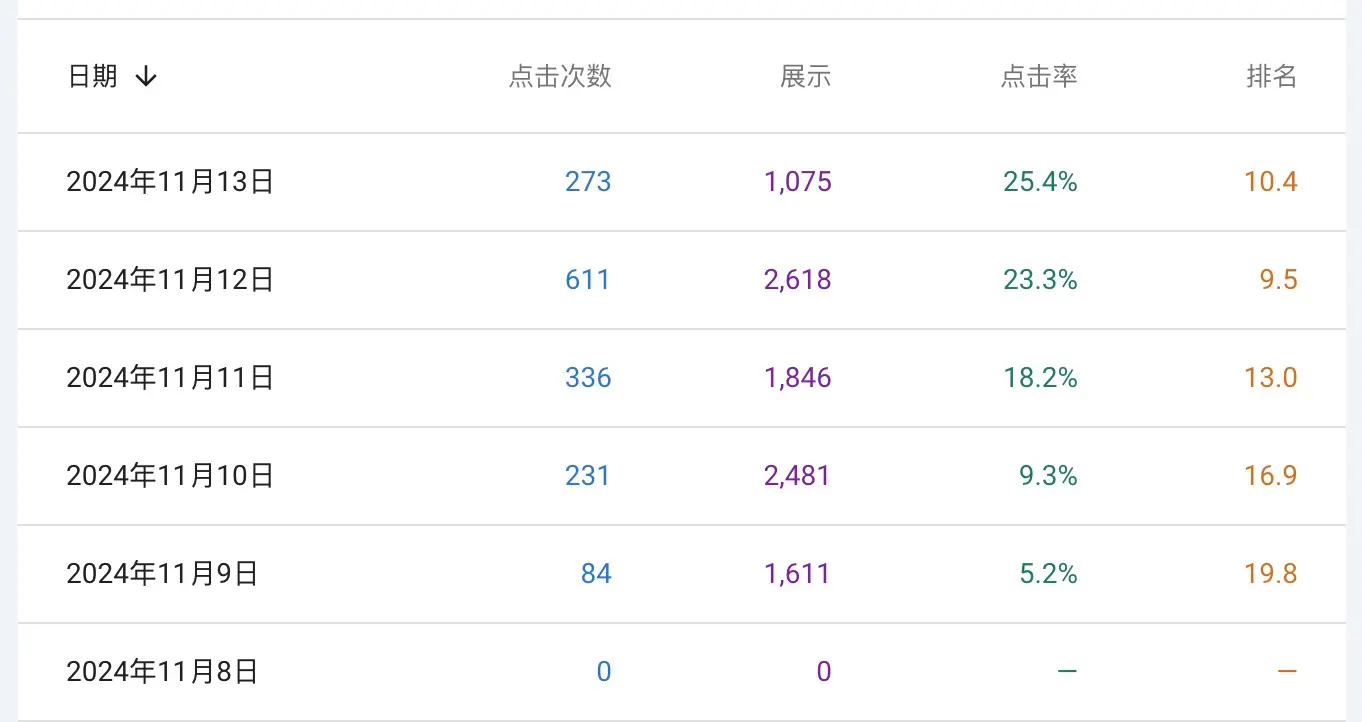 日期 ↓ 点击次数 展示 点击率 排名
2024年11月13日 273 1,075 25.4% 10.4
2024年11月12日 611 2,618 23.3% 9.5
2024年11月11日 336 1,846 18.2% 13.0
2024年11月10日 231 2,481 9.3% 16.9
2024年11月9日 84 1,611 5.2% 19.8
2024年11月8日 0 0 — —